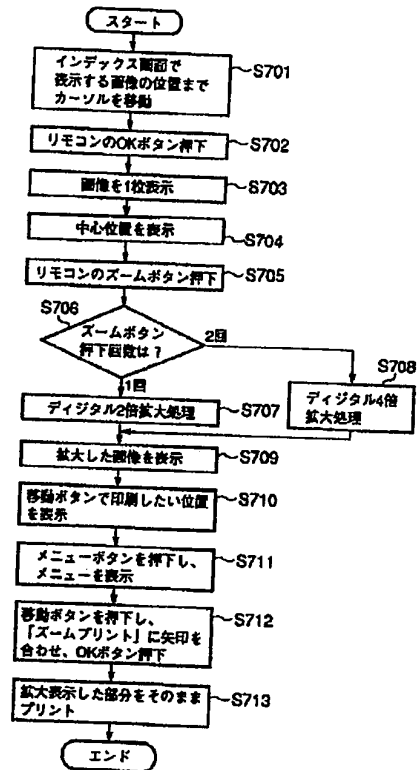 スタート
インデックス画面で
表示する画像の位置まで
カーソルを移動
S701
リモコンのOKボタン押下
S702
画像を1枚表示
S703
中心位置を表示
S704
リモコンのズームボタン押下
S705
S706
ズームボタン
押下回数は?
2回
1回
S708
ディジタル4倍
拡大処理
ディジタル2倍拡大処理
S707
拡大した画像を表示
S709
移動ボタンで印刷したい位置
を表示
S710
メニューボタンを押下し、
メニューを表示
S711
移動ボタンを押下し、
「ズームプリント」に矢印を
合わせ、OKボタン押下
S712
拡大表示した部分をそのまま
プリント
S713
エンド